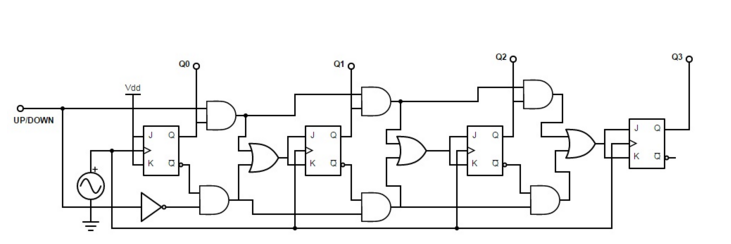 Q0
Q1
Q2
Q3
Vdd
UP/DOWN
J Q
K Q
J Q
K Q
J Q
K Q
J Q
K Q
+